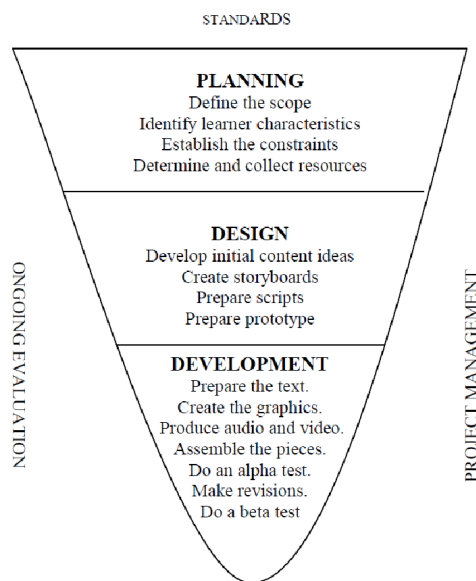 STANDARDS
PLANNING
Define the scope
Identify learner characteristics
Establish the constraints
Determine and collect resources
DESIGN
Develop initial content ideas
Create storyboards
Prepare scripts
Prepare prototype
DEVELOPMENT
Prepare the text.
Create the graphics.
Produce audio and video.
Assemble the pieces.
Do an alpha test.
Make revisions.
Do a beta test
ONGOING EVALUATION
PROJECT MANAGEMENT